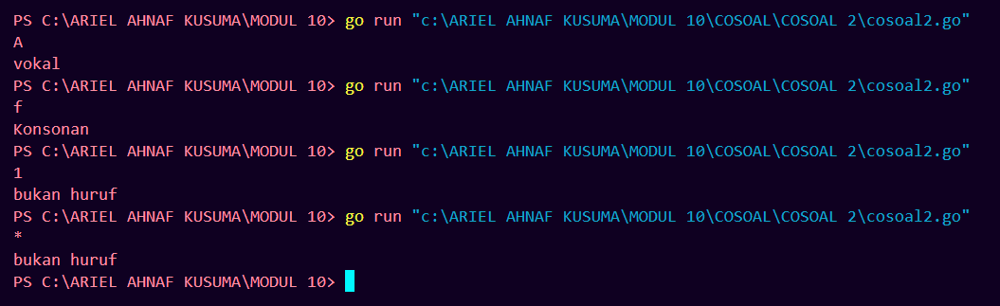 PS C:\ARIEL AHNAF KUSUMA\MODUL 10> go run "c:\ARIEL AHNAF KUSUMA\MODUL 10\COSOAL\COSOAL 2\cosoal2.go"
A
vokal
PS C:\ARIEL AHNAF KUSUMA\MODUL 10> go run "c:\ARIEL AHNAF KUSUMA\MODUL 10\COSOAL\COSOAL 2\cosoal2.go"
f
Konsonan
PS C:\ARIEL AHNAF KUSUMA\MODUL 10> go run "c:\ARIEL AHNAF KUSUMA\MODUL 10\COSOAL\COSOAL 2\cosoal2.go"
1
bukan huruf
PS C:\ARIEL AHNAF KUSUMA\MODUL 10> go run "c:\ARIEL AHNAF KUSUMA\MODUL 10\COSOAL\COSOAL 2\cosoal2.go"
*
bukan huruf
PS C:\ARIEL AHNAF KUSUMA\MODUL 10>